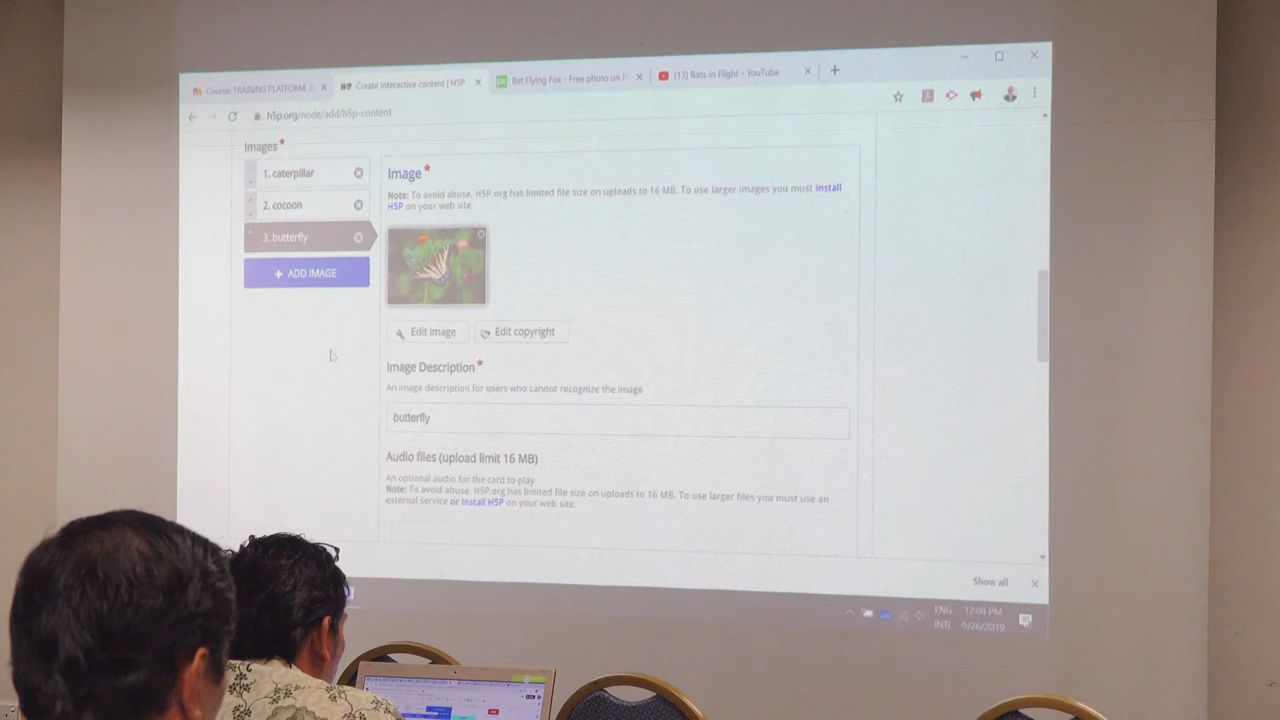 Course: TRAINING PLATFORM.
Create Interactive content | H5P
Bat Flying Fox - Free photo on
(13) Bats in Flight - YouTube
h5p.org/node/add/h5p-content
Images*
1. caterpillar
2. cocoon
3. butterfly
+ ADD IMAGE
Image*
Note: To avoid abuse, H5P.org has limited file size on uploads to 16 MB. To use larger images you must install
H5P on your web site.
Edit image
Edit copyright
Image Description*
An image description for users who cannot recognize the image
butterfly
Audio files (upload limit 16 MB)
An optional audio for the card to play
Note: To avoid abuse, H5P.org has limited file size on uploads to 16 MB. To use larger files you must use an
external service or install H5P on your web site.
Show all
ENG 12:08 PM
INTL 9/26/2019